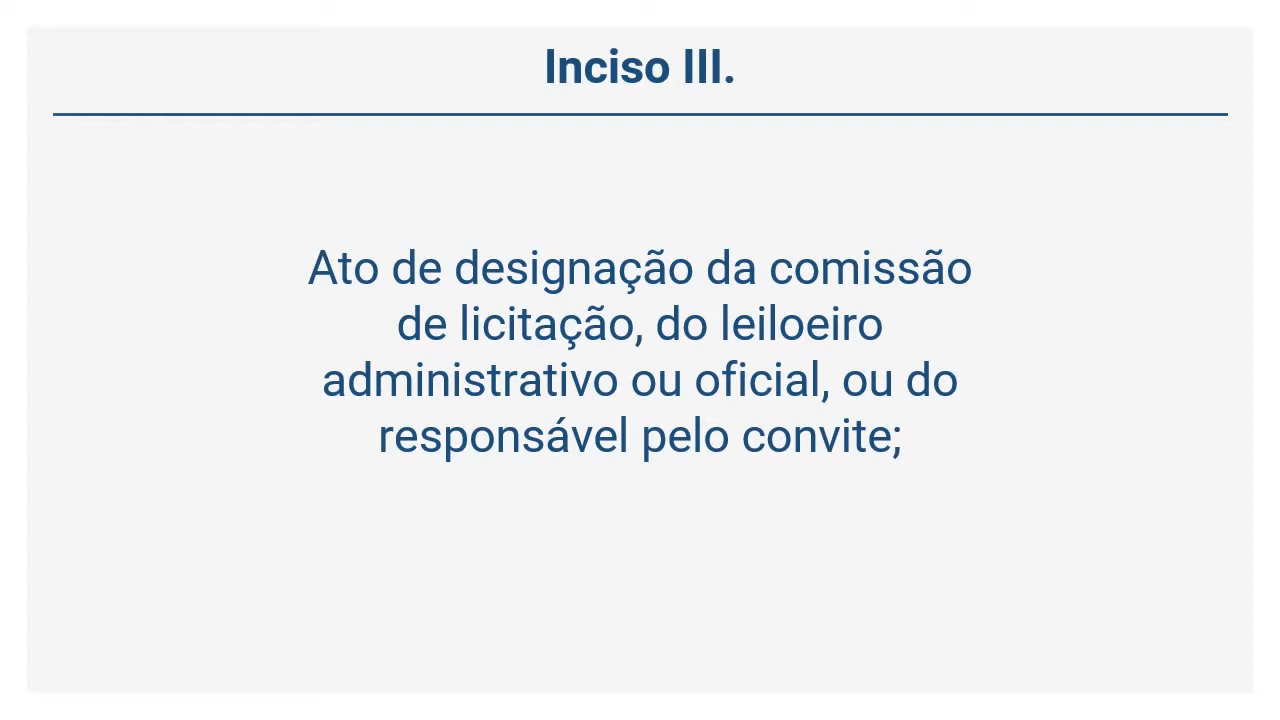 Inciso III.
Ato de designação da comissão
de licitação, do leiloeiro
administrativo ou oficial, ou do
responsável pelo convite;